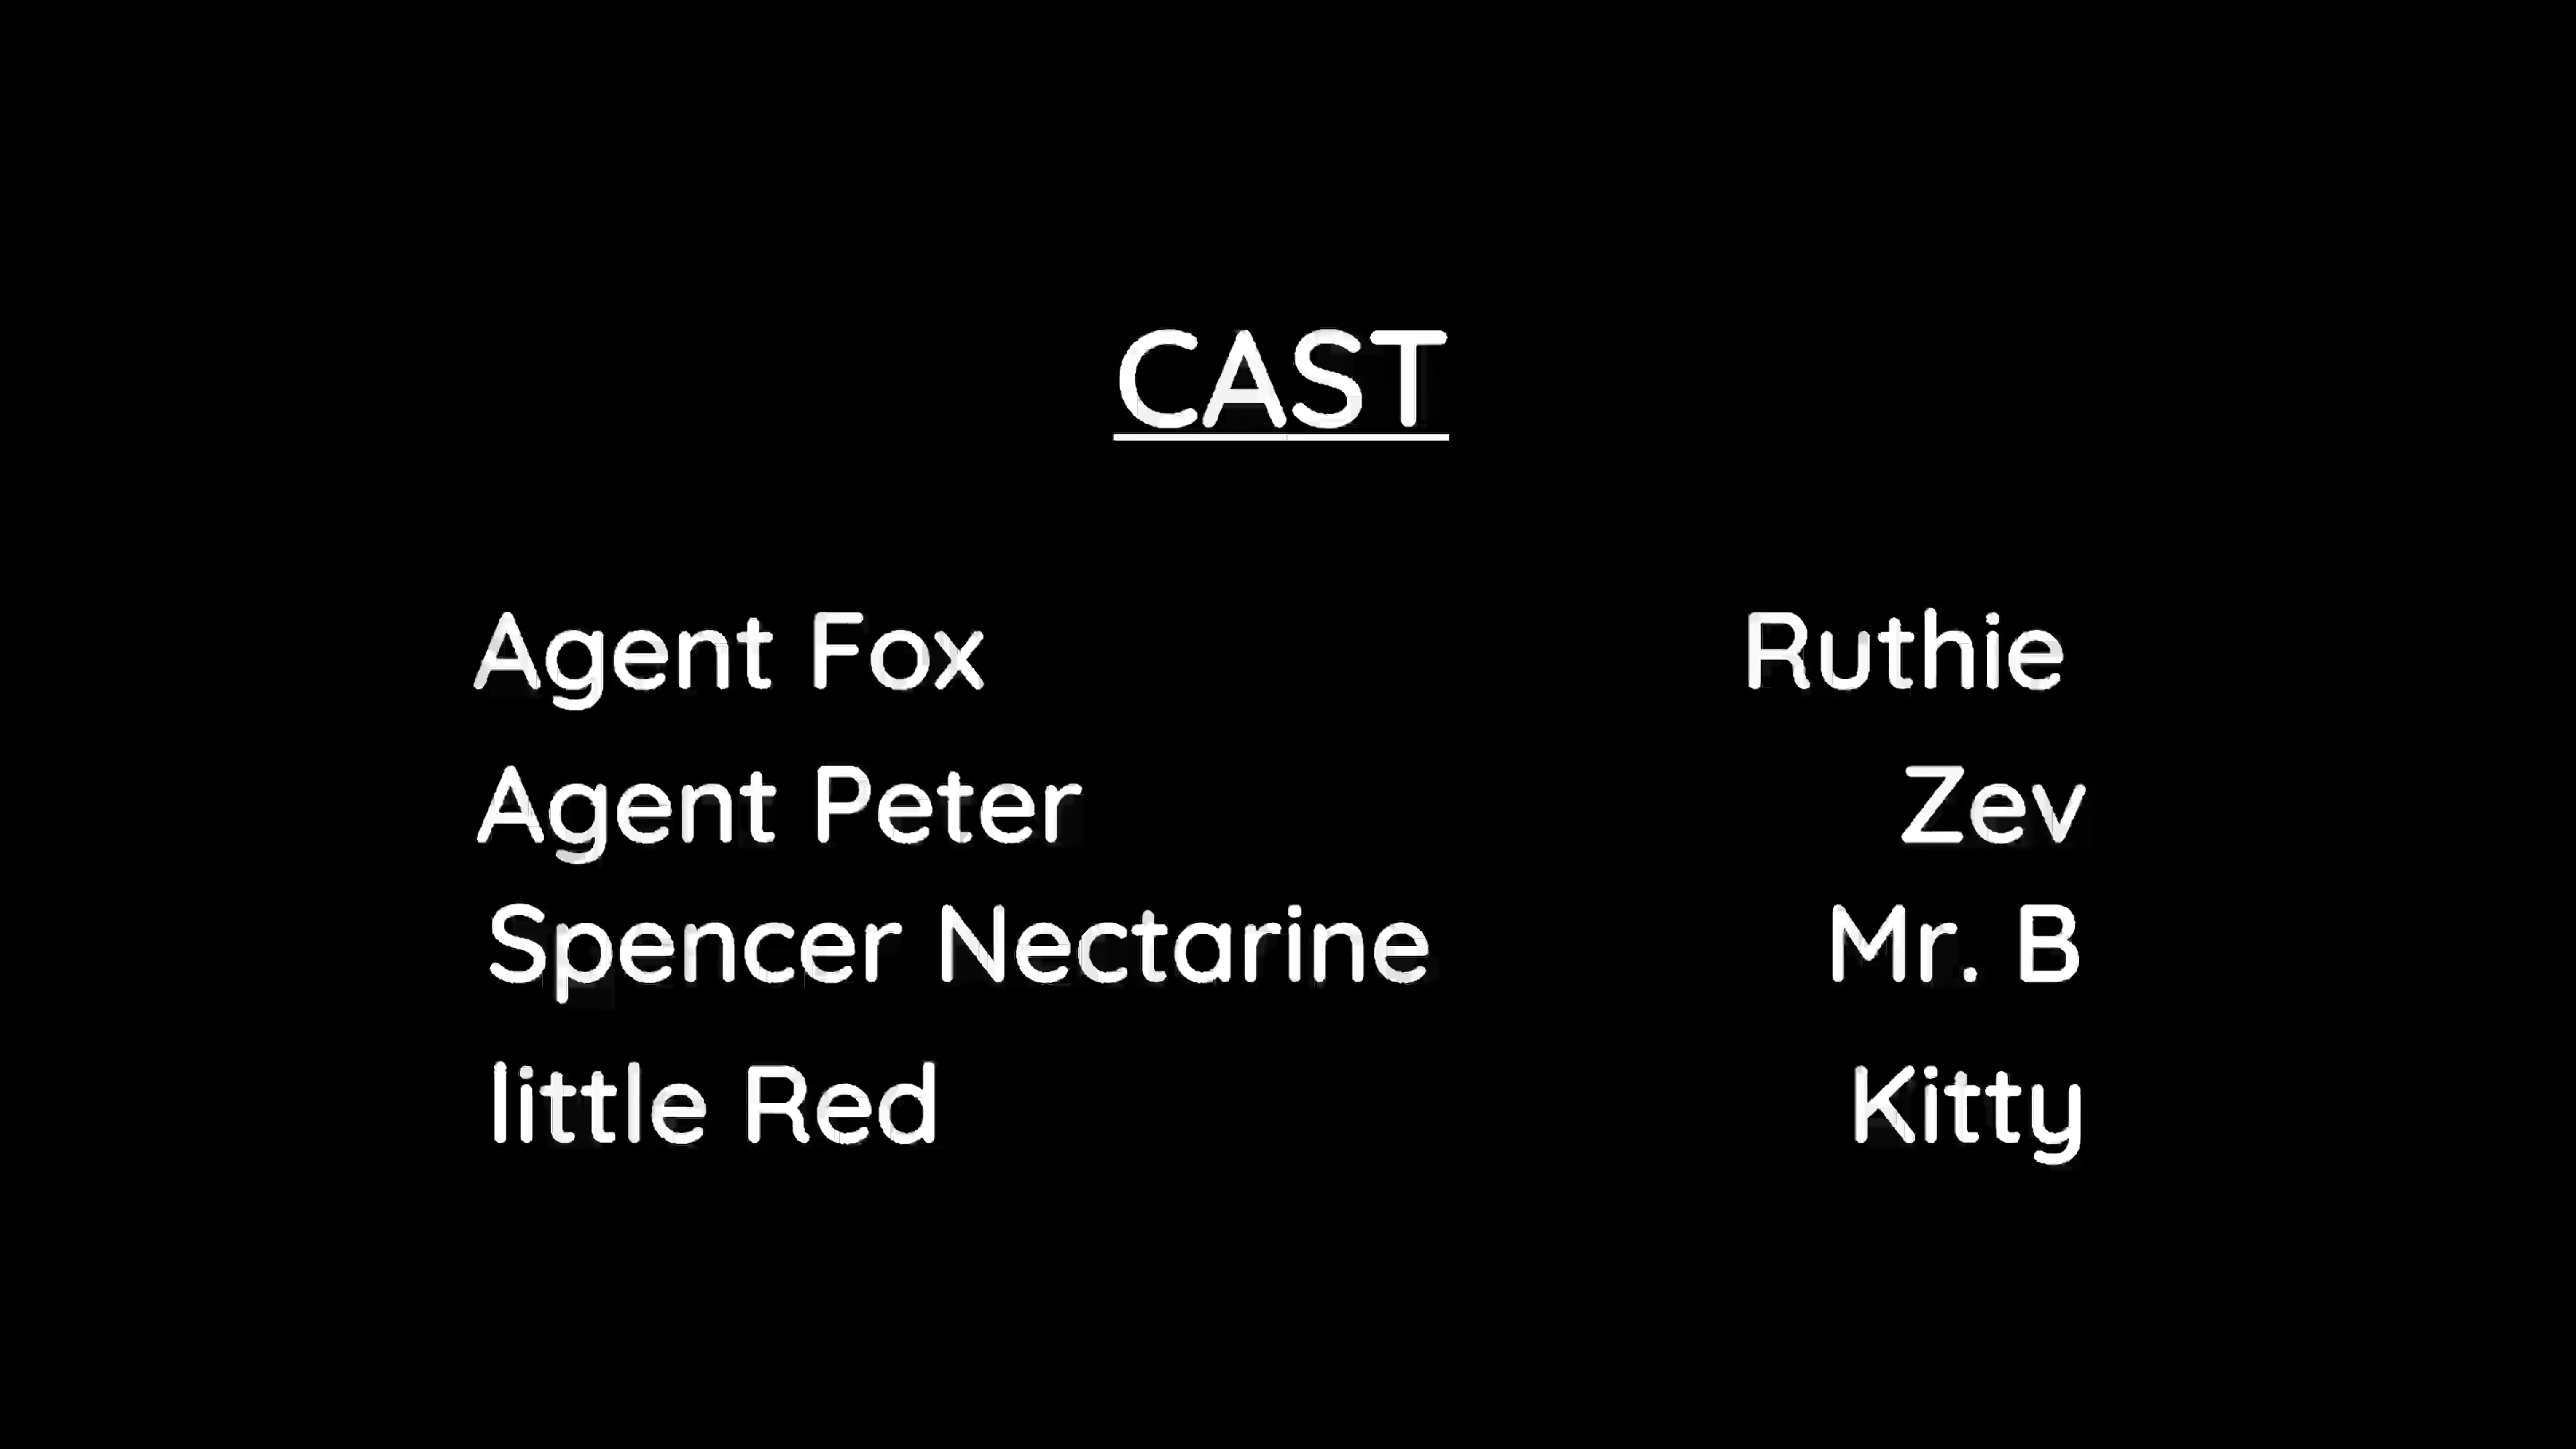 CAST
Agent Fox Ruthie
Agent Peter Zev
Spencer Nectarine Mr. B
little Red Kitty